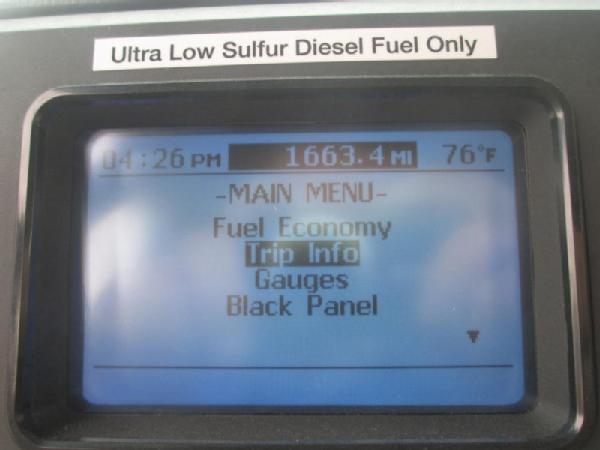 Ultra Low Sulfur Diesel Fuel Only
04:26 PM 1663.4 MI 76°F
-MAIN MENU-
Fuel Economy
Trip Info
Gauges
Black Panel